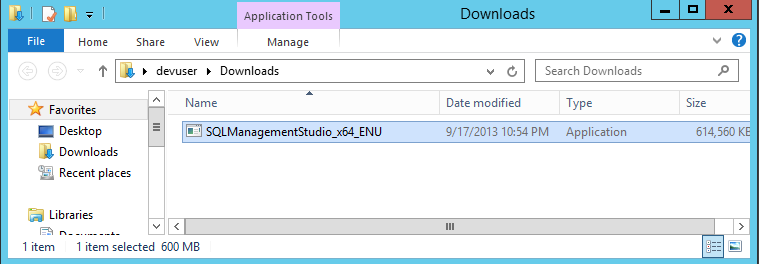 Application Tools Downloads
File Home Share View Manage
devuser Downloads Search Downloads
Favorites
Desktop
Downloads
Recent places
Libraries
Name Date modified Type Size
SQLManagementStudio_x64_ENU 9/17/2013 10:54 PM Application 614,560 KB
1 item 1 item selected 600 MB